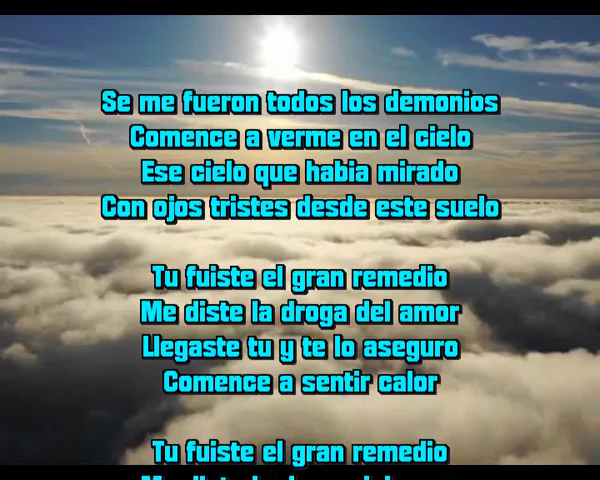 Se me fueron todos los demonios
Comence a verme en el cielo
Ese cielo que habia mirado
Con ojos tristes desde este suelo
Tu fuiste el gran remedio
Me diste la droga del amor
Llegaste tu y te lo aseguro
Comence a sentir calor
Tu fuiste el gran remedio